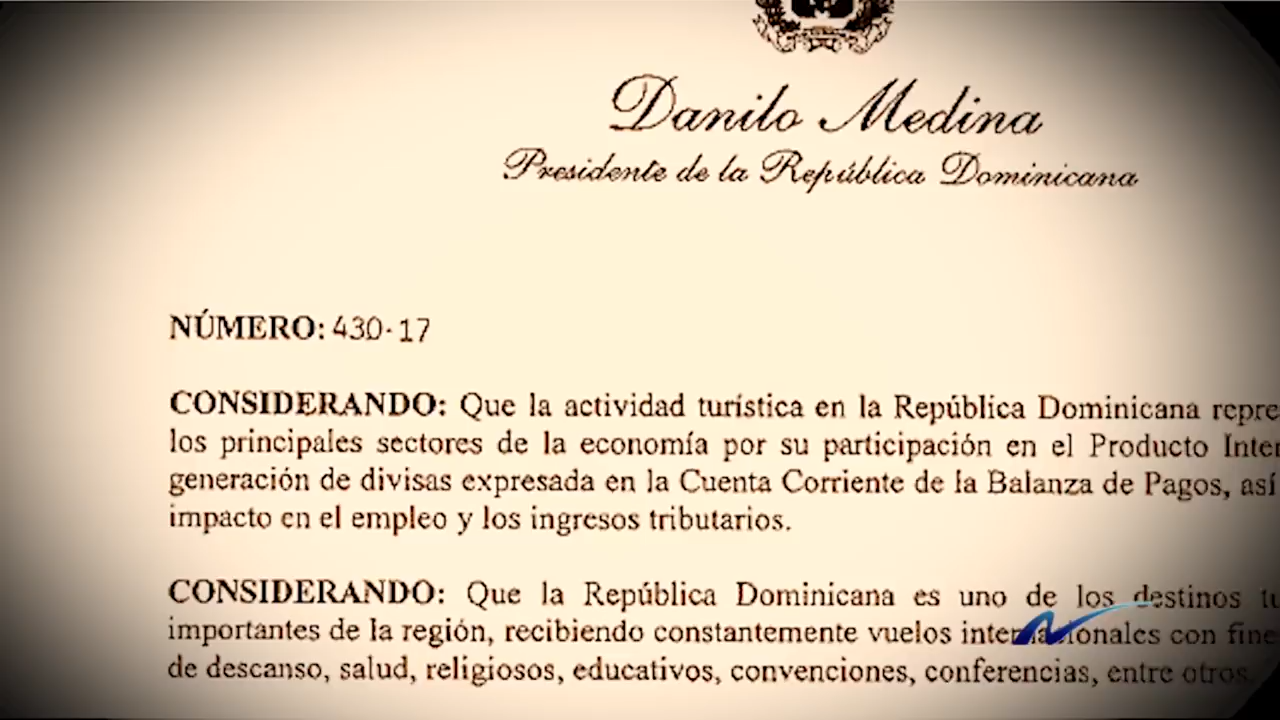 Danilo Medina
Presidente de la República Dominicana
NÚMERO: 430-17
CONSIDERANDO: Que la actividad turística en la República Dominicana
los principales sectores de la economía por su participación en el Producto
generación de divisas expresada en la Cuenta Corriente de la Balanza de Pagos, así
impacto en el empleo y los ingresos tributarios.
CONSIDERANDO: Que la República Dominicana es uno de los destinos
importantes de la región, recibiendo constantemente vuelos internacionales con
de descanso, salud, religiosos, educativos, convenciones, conferencias, entre otros.